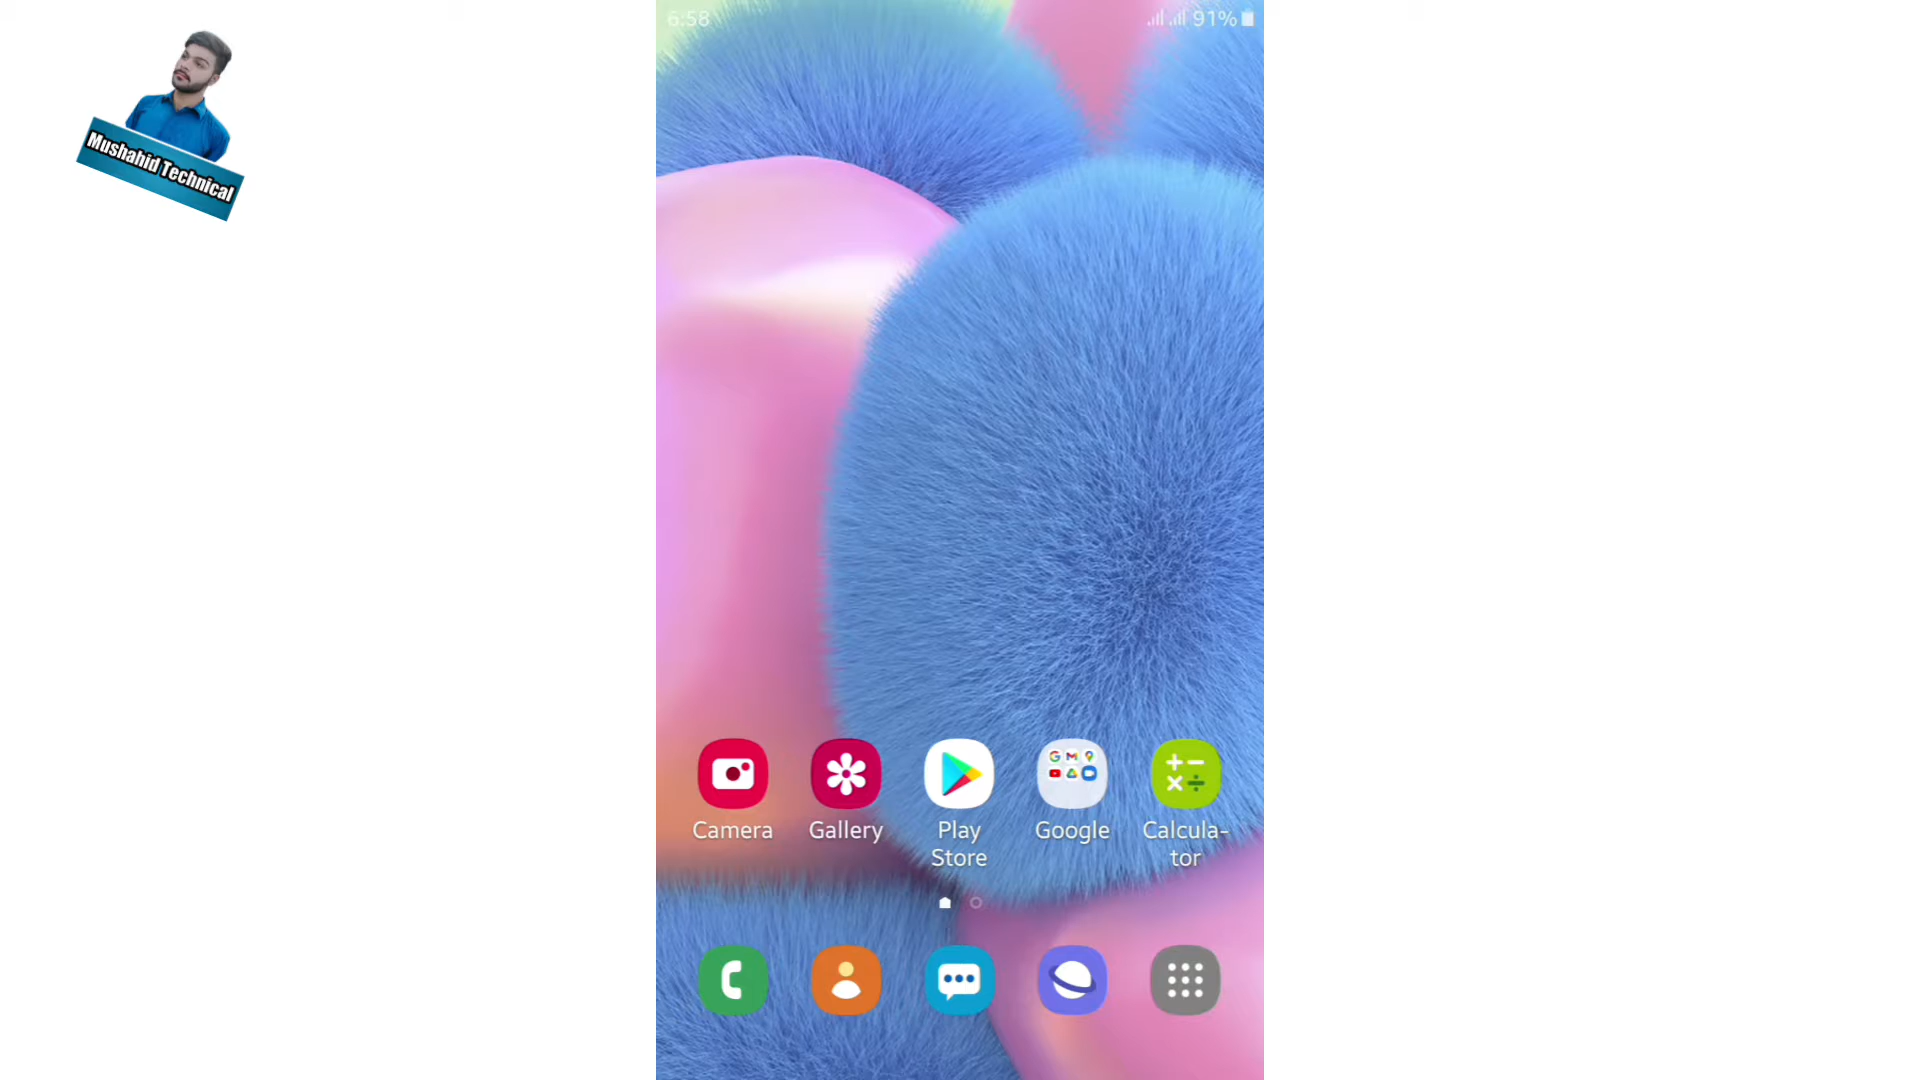 6:58
91%
Mushahid Technical
Camera
Gallery
Play
Store
Google
Calcula-
tor